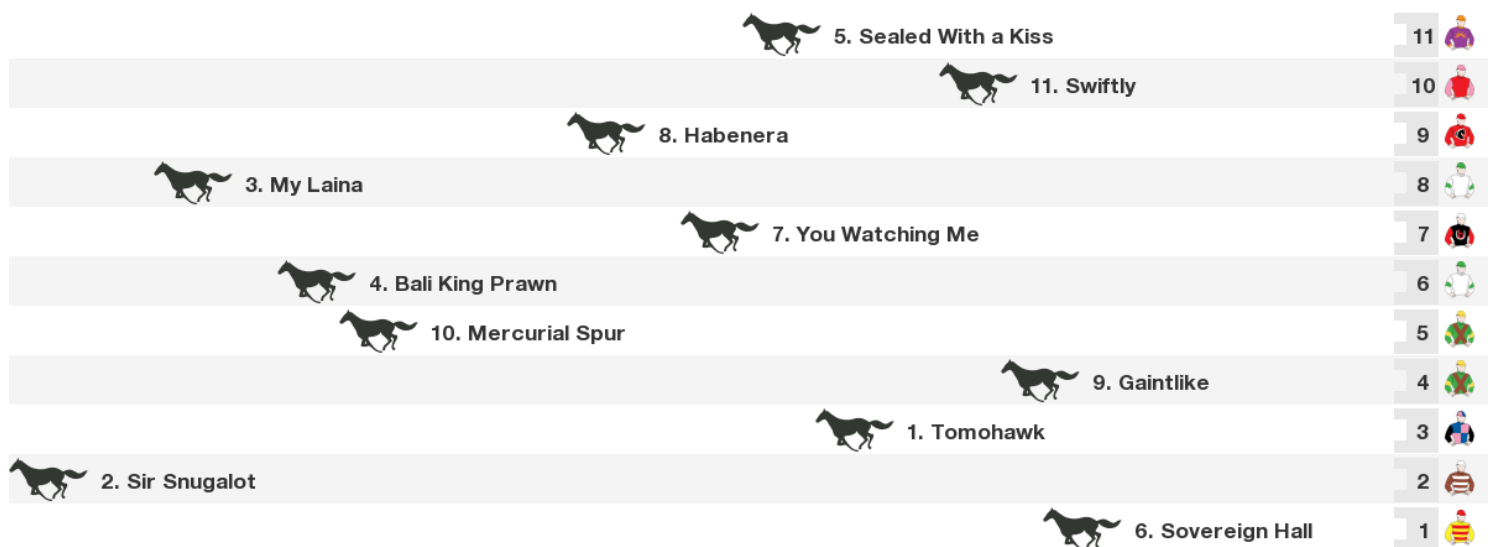 5. Sealed With a Kiss 11
11. Swiftly 10
8. Habenera 9
3. My Laina 8
7. You Watching Me 7
4. Bali King Prawn 6
10. Mercurial Spur 5
9. Gaintlike 4
1. Tomohawk 3
2. Sir Snugalot 2
6. Sovereign Hall 1